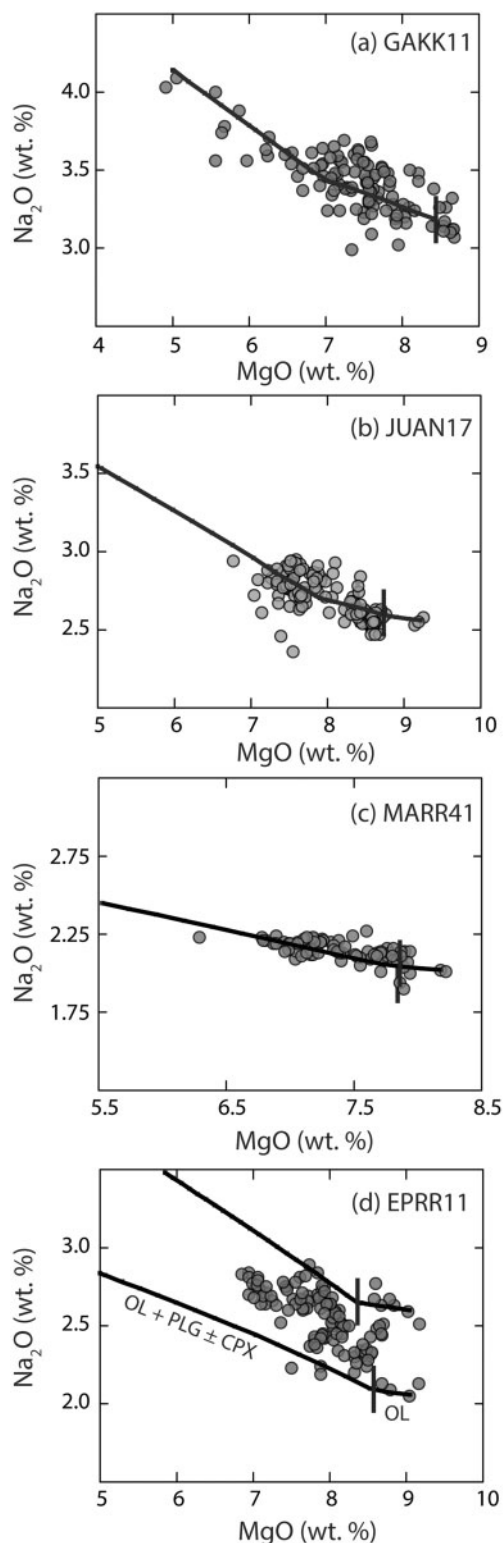 (a) GAKK11
4.0
3.5
3.0
Na₂O (wt. %)
4 5 6 7 8 9
MgO (wt. %)
(b) JUAN17
3.5
3.0
2.5
Na₂O (wt. %)
5 6 7 8 9 10
MgO (wt. %)
(c) MARR41
2.75
2.25
1.75
Na₂O (wt. %)
5.5 6.5 7.5 8.5
MgO (wt. %)
(d) EPRR11
3.0
2.5
2.0
Na₂O (wt. %)
OL + PLG ± CPX
OL
5 6 7 8 9 10
MgO (wt. %)